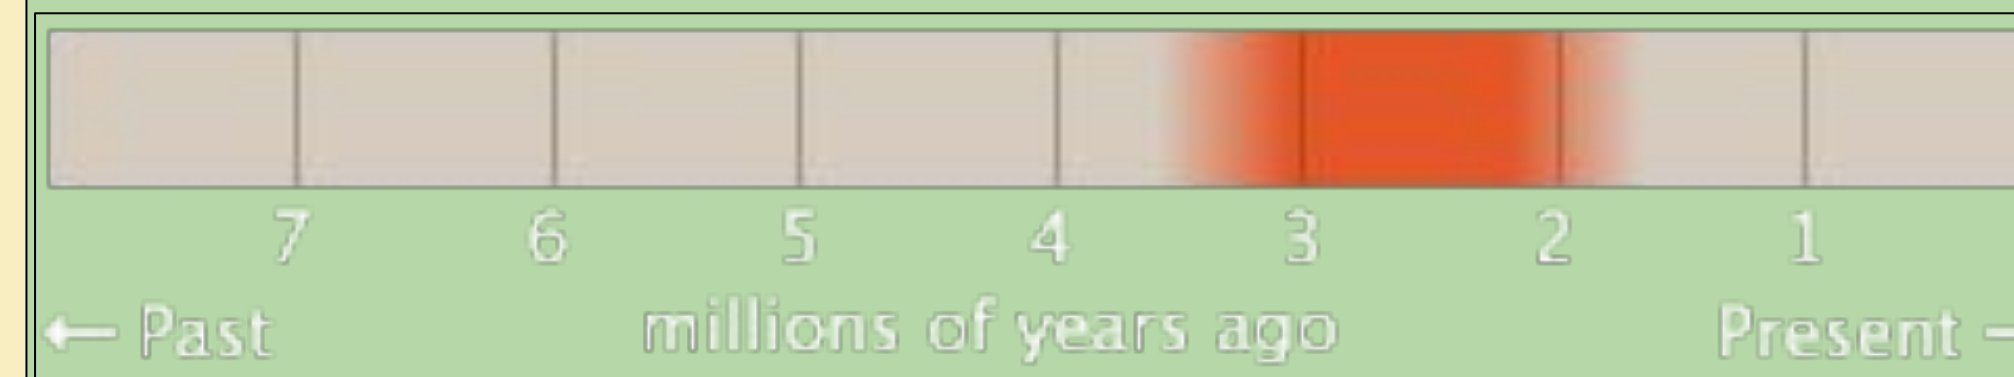 7 6 5 4 3 2 1
← Past millions of years ago Present